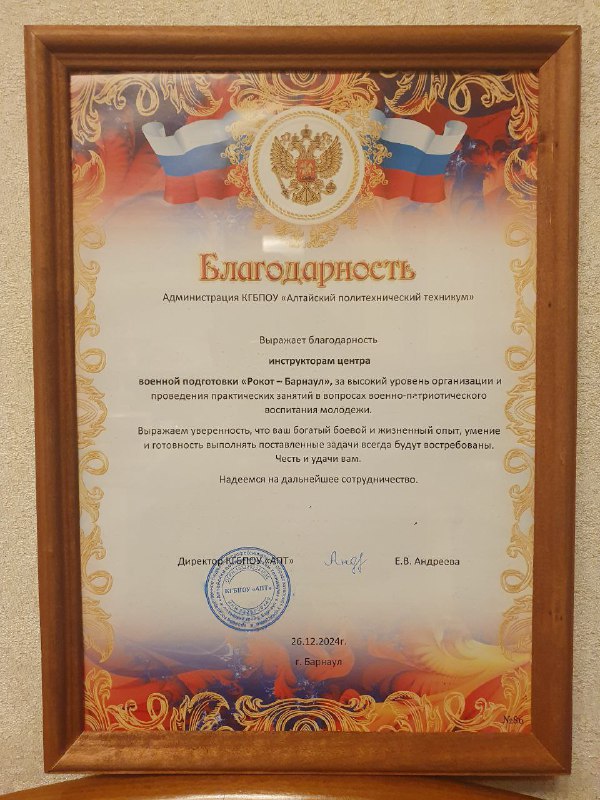 Благодарность
Администрация КГБПОУ «Алтайский политехнический техникум»
Выражает благодарность
инструкторам центра
военной подготовки «Рокот – Барнаул», за высокий уровень организации и
проведения практических занятий в вопросах военно-патриотического
воспитания молодежи.
Выражаем уверенность, что ваш богатый боевой и жизненный опыт, умение
и готовность выполнять поставленные задачи всегда будут востребованы.
Честь и удачи вам.
Надеемся на дальнейшее сотрудничество.
Директор КГБПОУ «АПТ» Е.В. Андреева
КГБПОУ «АПТ»
26.12.2024г.
г. Барнаул
№86